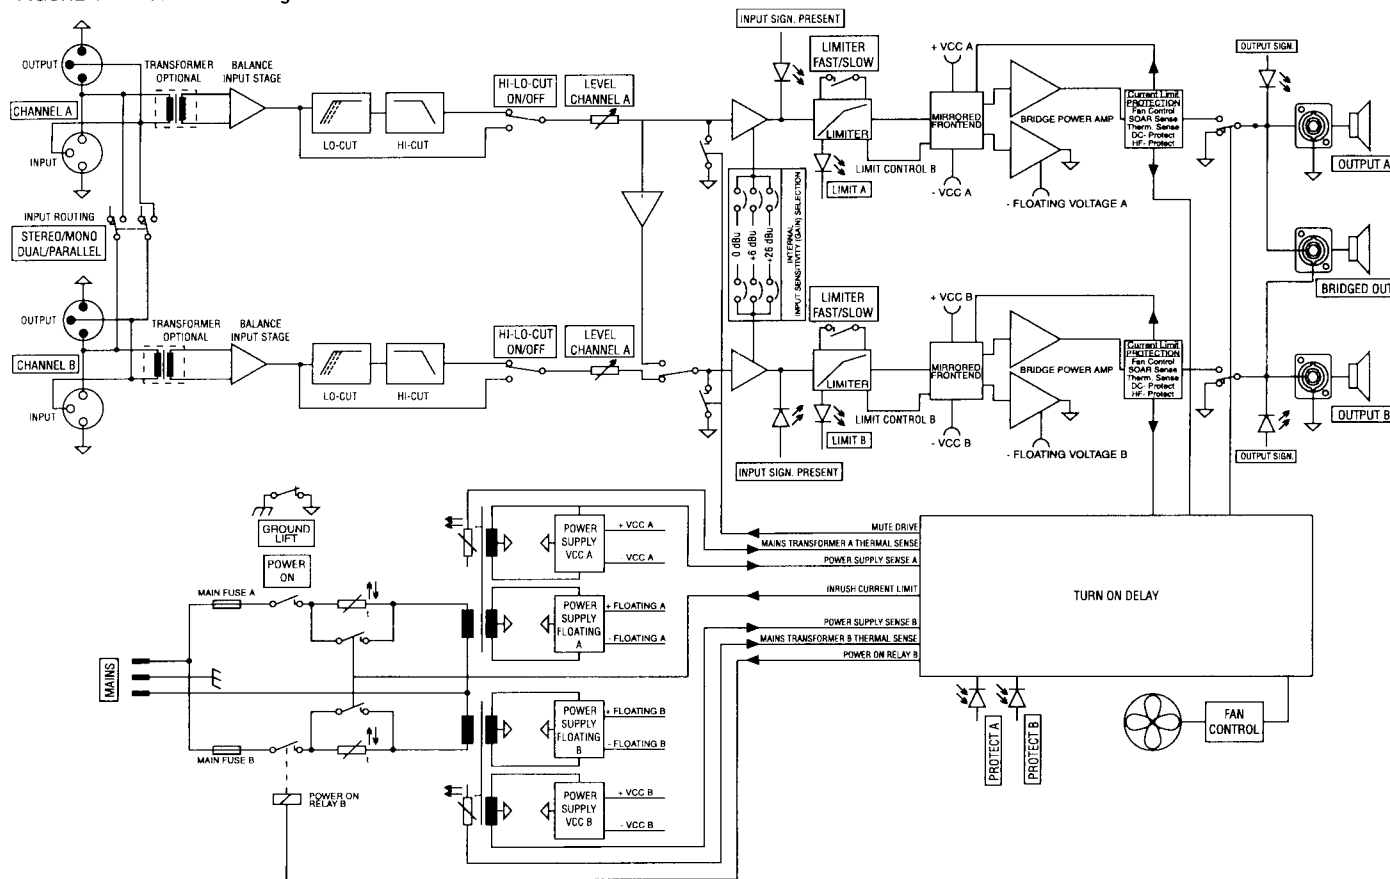 INPUT SIGN. PRESENT
OUTPUT
TRANSFORMER
OPTIONAL
BALANCE
INPUT STAGE
CHANNEL A
INPUT
LO-CUT
HI-CUT
HI-LO-CUT
ON/OFF
LEVEL
CHANNEL A
LIMITER
FAST/SLOW
LIMITER
LIMIT A
LIMIT CONTROL B
+ VCC A
MIRRORED
FRONTEND
- VCC A
BRIDGE POWER AMP
- FLOATING VOLTAGE A
Current Limit
PROTECTION
Fan Control
SOAR Sense
Therm. Sense
DC- Protect
HF- Protect
OUTPUT SIGN.
OUTPUT A
INPUT ROUTING
STEREO/MONO
DUAL/PARALLEL
0 dBu
+6 dBu
+26 dBu
INTERNAL
INPUT SENSITIVITY (GAIN) SELECTION
BRIDGED OUT
OUTPUT
TRANSFORMER
OPTIONAL
BALANCE
INPUT STAGE
CHANNEL B
INPUT
LO-CUT
HI-CUT
HI-LO-CUT
ON/OFF
LEVEL
CHANNEL A
LIMITER
FAST/SLOW
LIMITER
LIMIT B
LIMIT CONTROL B
INPUT SIGN. PRESENT
+ VCC B
MIRRORED
FRONTEND
- VCC B
BRIDGE POWER AMP
- FLOATING VOLTAGE B
Current Limit
PROTECTION
Fan Control
SOAR Sense
Therm. Sense
DC- Protect
HF- Protect
OUTPUT B
OUTPUT SIGN.
GROUND
LIFT
POWER
ON
MAIN FUSE A
t
MAINS
MAIN FUSE B
t
POWER ON
RELAY B
POWER
SUPPLY
VCC A
+ VCC A
- VCC A
POWER
SUPPLY
FLOATING
A
+ FLOATING A
- FLOATING A
POWER
SUPPLY
FLOATING
B
+ FLOATING B
- FLOATING B
POWER
SUPPLY
VCC B
+ VCC B
- VCC B
MUTE DRIVE
MAINS TRANSFORMER A THERMAL SENSE
POWER SUPPLY SENSE A
INRUSH CURRENT LIMIT
POWER SUPPLY SENSE B
MAINS TRANSFORMER B THERMAL SENSE
POWER ON RELAY B
TURN ON DELAY
PROTECT A
PROTECT B
FAN
CONTROL